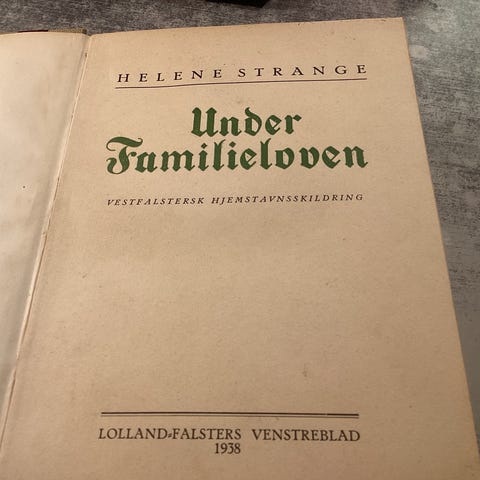 HELENE STRANGE
Under
Familieloven
VESTFALSTERSK HJEMSTAVNSSKILDRING
LOLLAND-FALSTERS VENSTREBLAD
1938